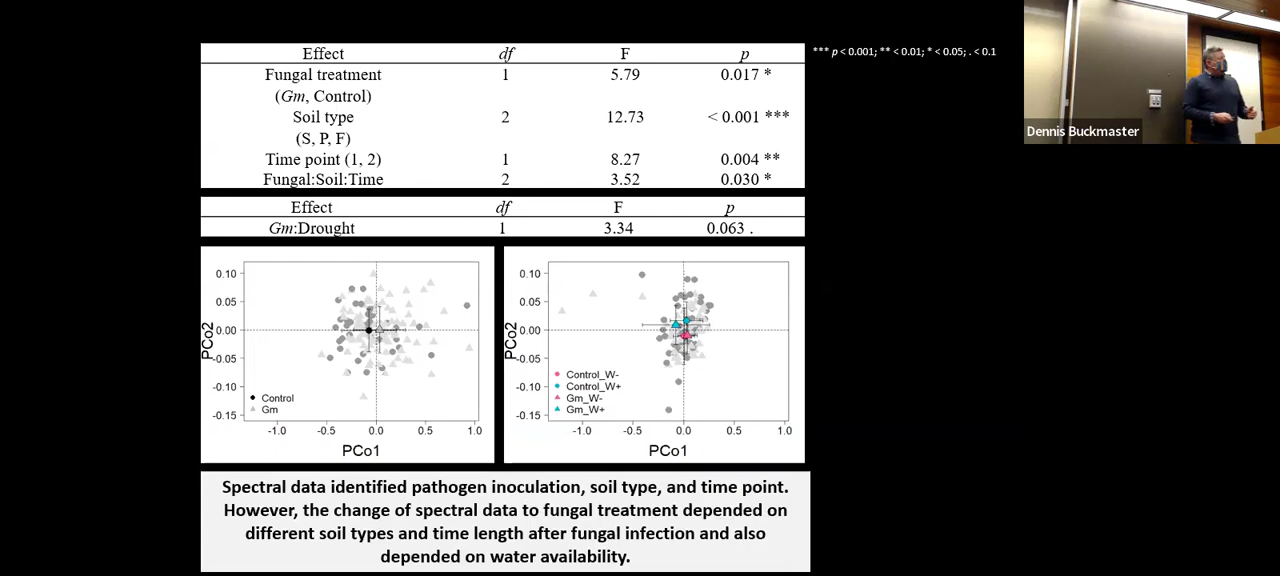 Effect df F p
Fungal treatment 1 5.79 0.017 *
(Gm, Control)
Soil type 2 12.73 < 0.001 ***
(S, P, F)
Time point (1, 2) 1 8.27 0.004 **
Fungal:Soil:Time 2 3.52 0.030 *
*** p < 0.001; ** < 0.01; * < 0.05; . < 0.1
Dennis Buckmaster
Effect df F p
Gm:Drought 1 3.34 0.063 .
PCo2
0.10
0.05
0.00
-0.05
-0.10
-0.15
Control
Gm
-1.0 -0.5 0.0 0.5 1.0
PCo1
PCo2
0.10
0.05
0.00
-0.05
-0.10
-0.15
Control_W-
Control_W+
Gm_W-
Gm_W+
-1.0 -0.5 0.0 0.5 1.0
PCo1
Spectral data identified pathogen inoculation, soil type, and time point.
However, the change of spectral data to fungal treatment depended on
different soil types and time length after fungal infection and also
depended on water availability.